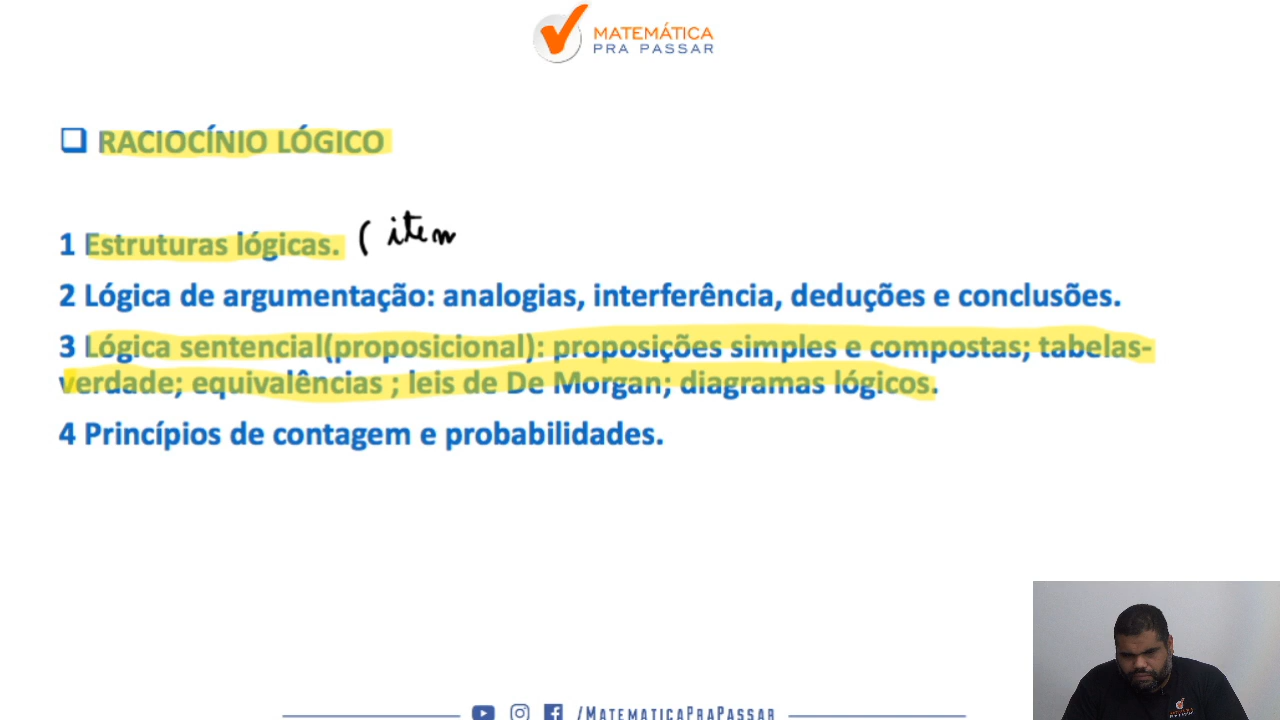 MATEMÁTICA
PRA PASSAR
RACIOCÍNIO LÓGICO
1 Estruturas lógicas. ( item
2 Lógica de argumentação: analogias, interferência, deduções e conclusões.
3 Lógica sentencial(proposicional): proposições simples e compostas; tabelas-
verdade; equivalências ; leis de De Morgan; diagramas lógicos.
4 Princípios de contagem e probabilidades.
/MATEMATICAPRAPASSAR